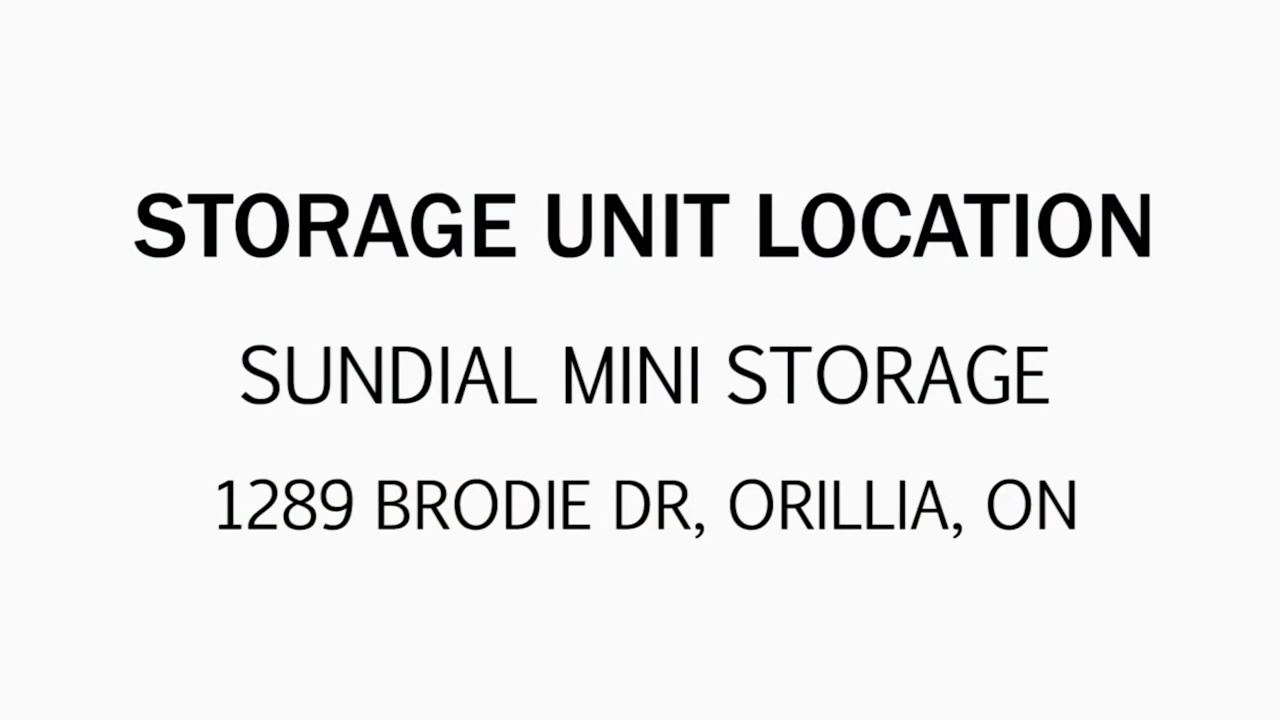 STORAGE UNIT LOCATION
SUNDIAL MINI STORAGE
1289 BRODIE DR, ORILLIA, ON